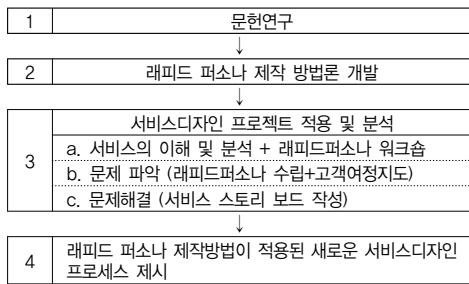 1 문헌연구
↓
2 래피드 퍼소나 제작 방법론 개발
↓
서비스디자인 프로젝트 적용 및 분석
a. 서비스의 이해 및 분석 + 래피드퍼소나 워크숍
3
b. 문제 파악 (래피드퍼소나 수립+고객여정지도)
c. 문제해결 (서비스 스토리 보드 작성)
↓
4 래피드 퍼소나 제작방법이 적용된 새로운 서비스디자인
프로세스 제시